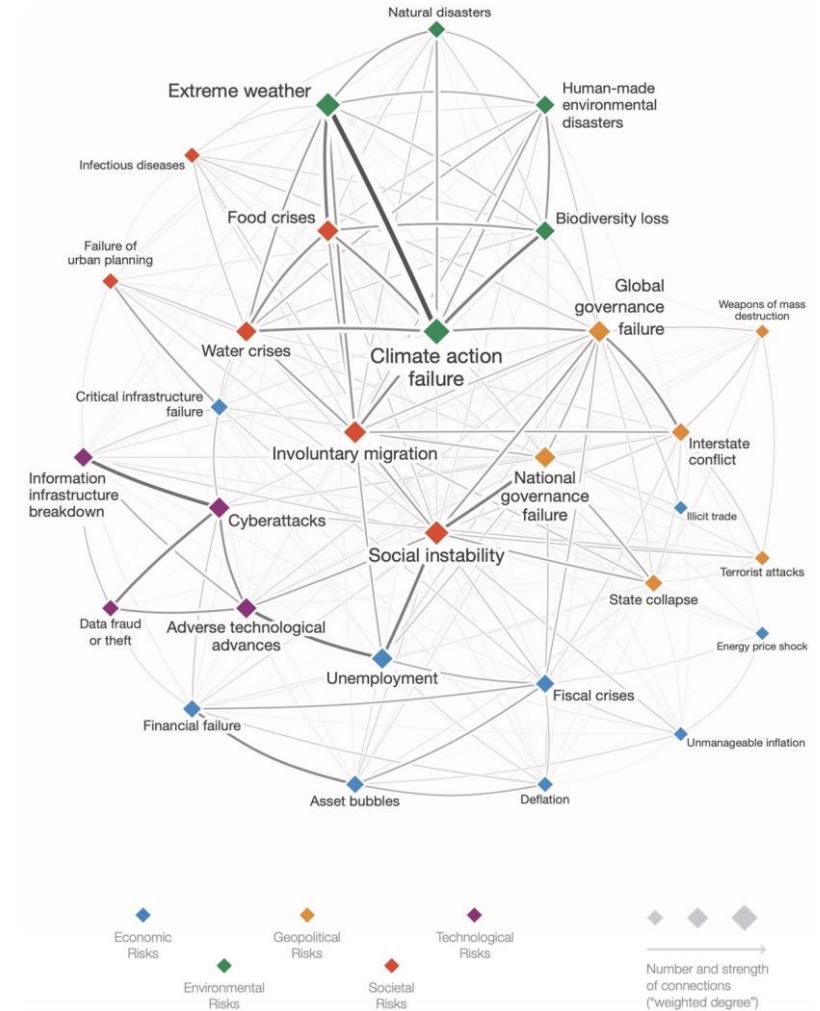 Natural disasters
Extreme weather
Human-made
environmental
disasters
Infectious diseases
Food crises
Biodiversity loss
Failure of
urban planning
Global
governance
failure
Weapons of mass
destruction
Water crises
Climate action
failure
Critical infrastructure
failure
Involuntary migration
Interstate
conflict
Information
infrastructure
breakdown
National
governance
failure
Cyberattacks
Illicit trade
Social instability
Terrorist attacks
State collapse
Data fraud
or theft
Adverse technological
advances
Energy price shock
Unemployment
Fiscal crises
Financial failure
Unmanageable inflation
Asset bubbles
Deflation
Economic
Risks
Geopolitical
Risks
Technological
Risks
Environmental
Risks
Societal
Risks
Number and strength
of connections
(“weighted degree”)